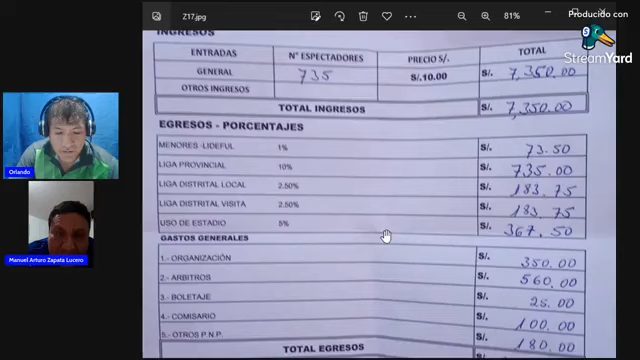 Z17.jpg
81%
Producido con
StreamYard
INGRESOS
ENTRADAS N° ESPECTADORES PRECIO S/. TOTAL
GENERAL 735 S/.10.00 S/. 7,350.00
OTROS INGRESOS
TOTAL INGRESOS S/. 7,350.00
EGRESOS - PORCENTAJES
MENORES -LIDEFUL 1% S/. 73.50
LIGA PROVINCIAL 10% S/. 735.00
LIGA DISTRITAL LOCAL 2.50% S/. 183.75
LIGA DISTRITAL VISITA 2.50% S/. 183.75
USO DE ESTADIO 5% S/. 367.50
GASTOS GENERALES
1.- ORGANIZACIÓN S/. 350.00
2.- ARBITROS S/. 560.00
3.- BOLETAJE S/. 25.00
4.- COMISARIO S/. 100.00
5.- OTROS P.N.P. S/. 180.00
TOTAL EGRESOS S/.
Orlando
Manuel Arturo Zapata Lucero